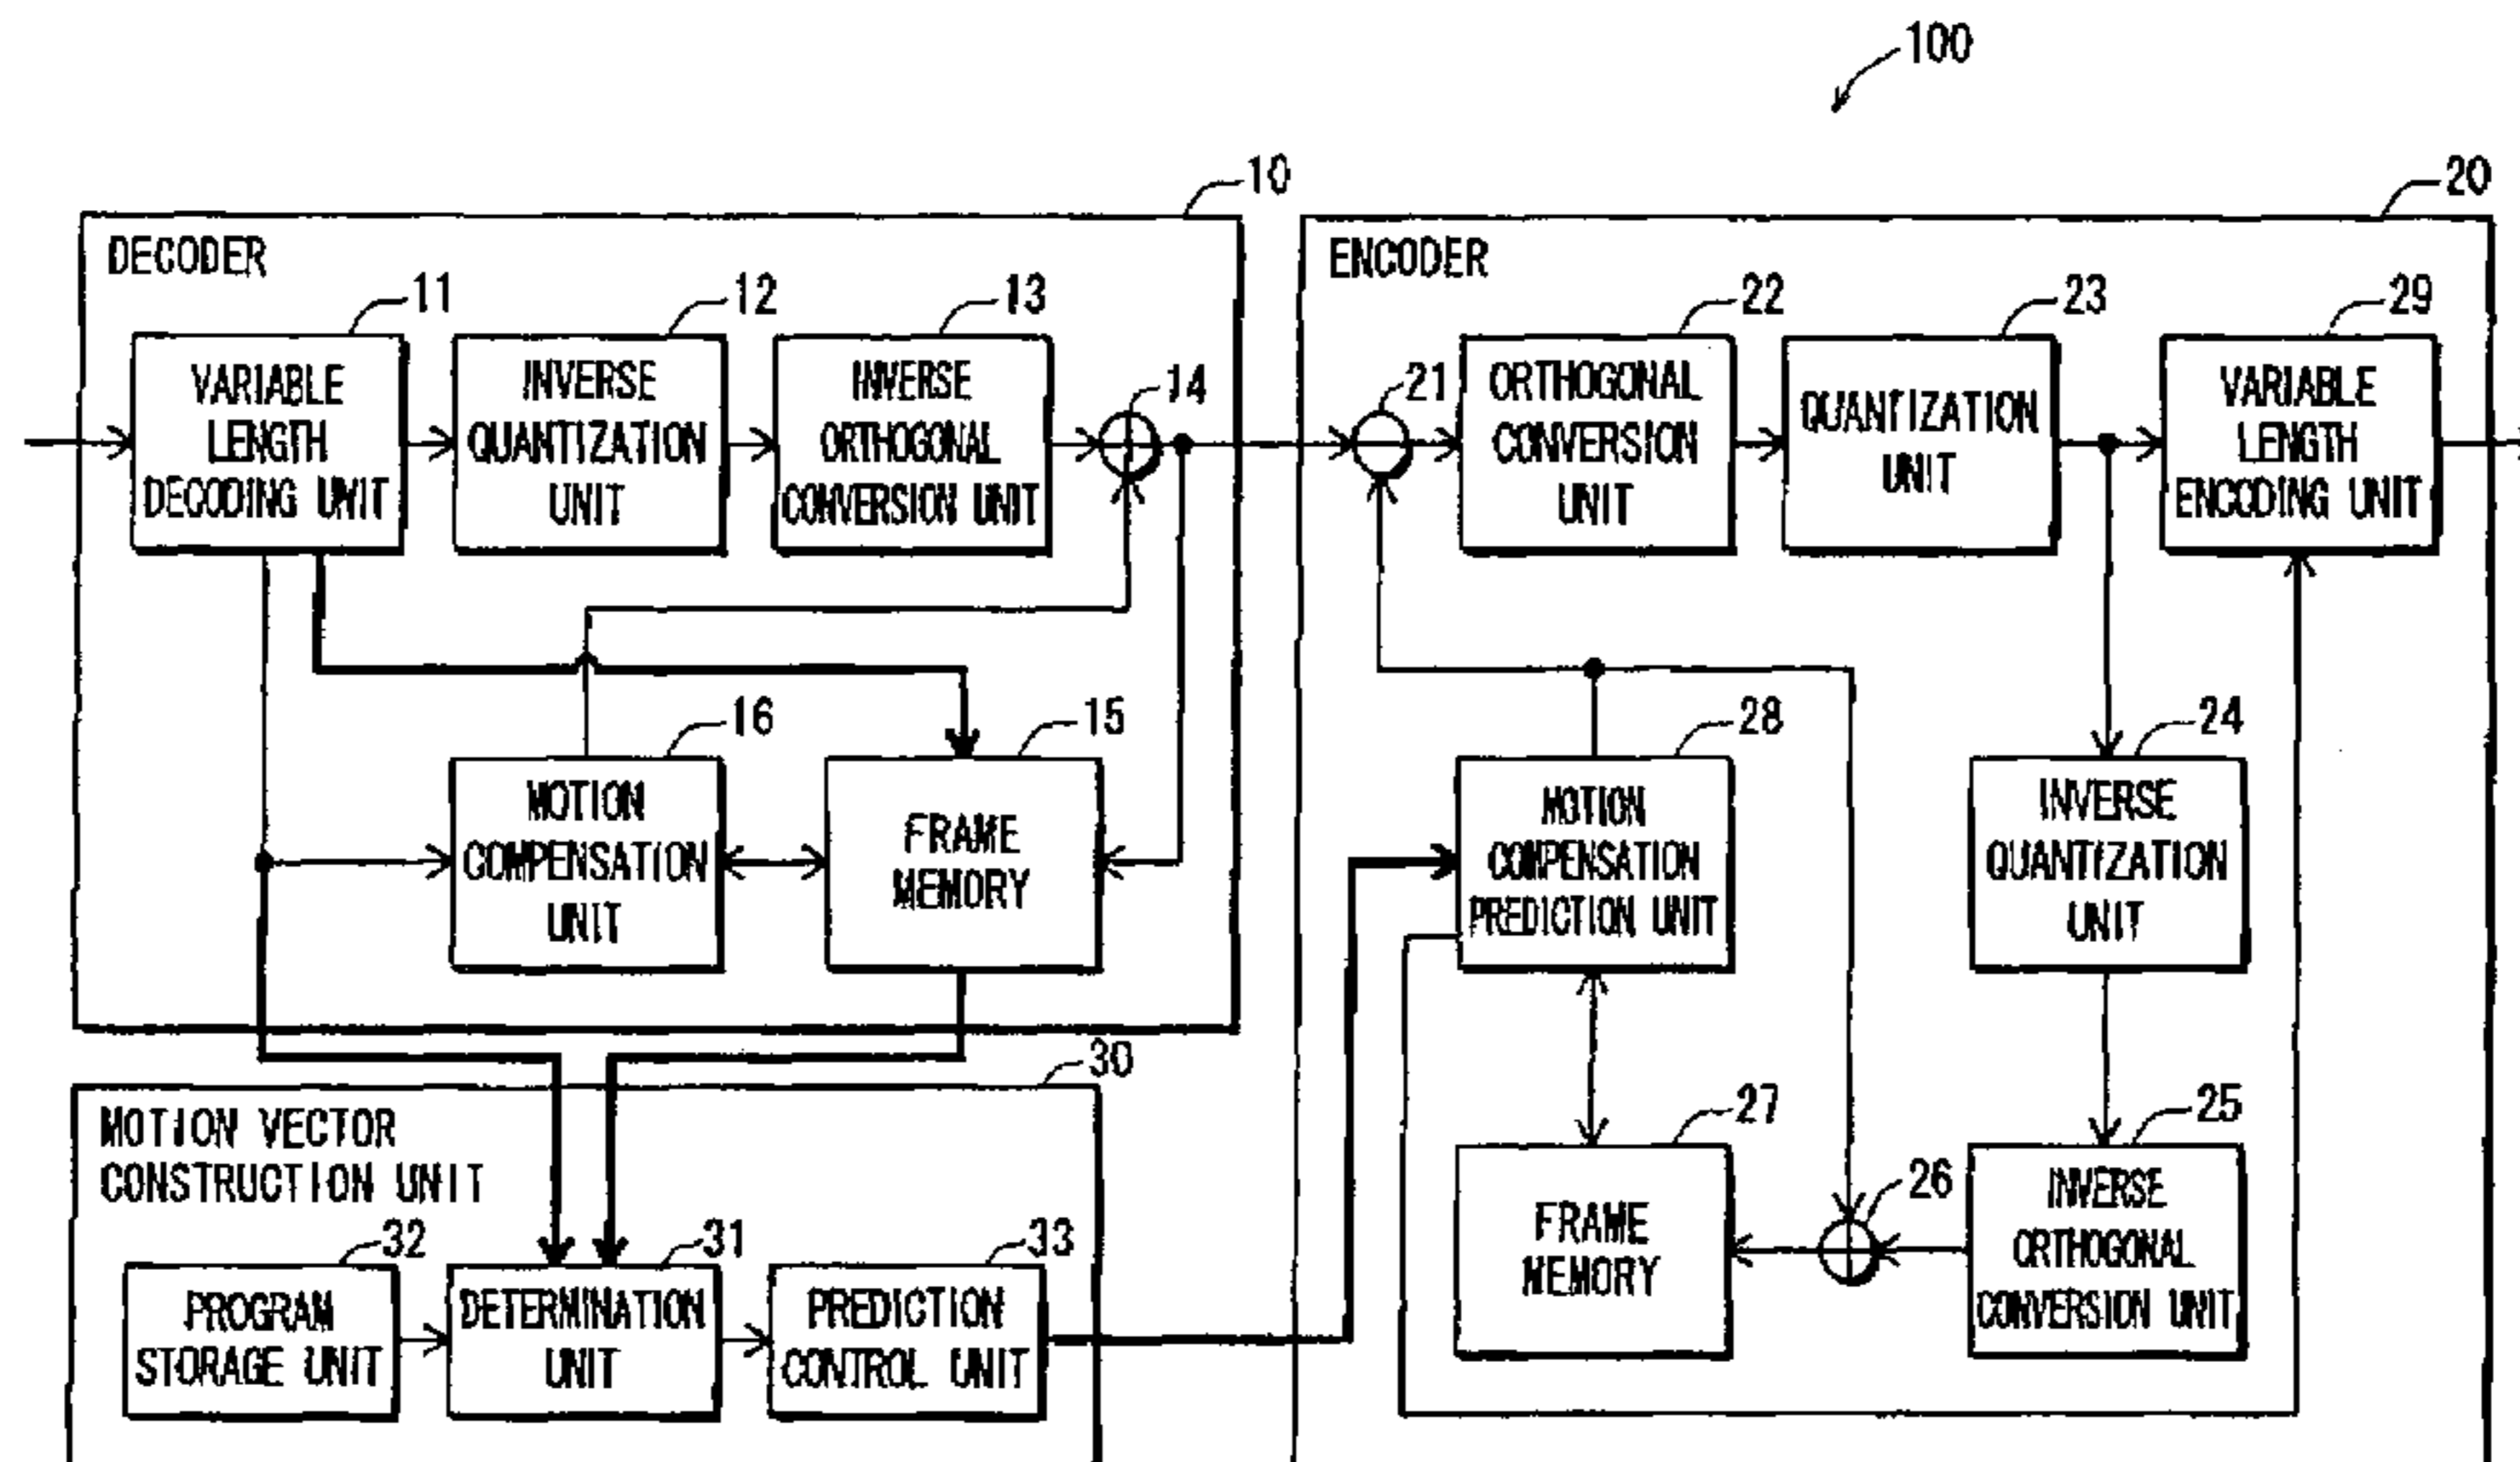 100
10
20
DECODER
ENCODER
11
12
13
22
23
29
VARIABLE
LENGTH
DECODING UNIT
INVERSE
QUANTIZATION
UNIT
INVERSE
ORTHOGONAL
CONVERSION UNIT
14
21
ORTHOGONAL
CONVERSION
UNIT
QUANTIZATION
UNIT
VARIABLE
LENGTH
ENCODING UNIT
16
15
28
24
MOTION
COMPENSATION
UNIT
FRAME
MEMORY
MOTION
COMPENSATION
PREDICTION UNIT
INVERSE
QUANTIZATION
UNIT
30
MOTION VECTOR
CONSTRUCTION UNIT
27
26
25
FRAME
MEMORY
INVERSE
ORTHOGONAL
CONVERSION UNIT
32
31
33
PROGRAM
STORAGE UNIT
DETERMINATION
UNIT
PREDICTION
CONTROL UNIT